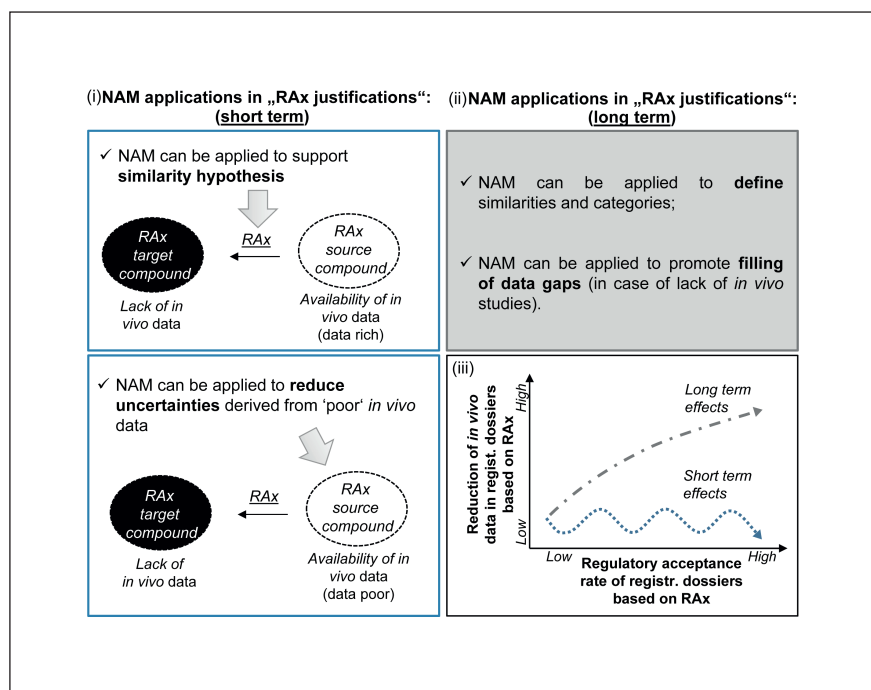 (i)NAM applications in „RAx justifications“:
(short term)
✓ NAM can be applied to support
similarity hypothesis
RAx
target
compound
RAx
RAx
source
compound
Lack of in
vivo data
Availability of in
vivo data
(data rich)
✓ NAM can be applied to reduce
uncertainties derived from ‘poor‘ in vivo
data
RAx
target
compound
RAx
RAx
source
compound
Lack of
in vivo data
Availability of in
vivo data
(data poor)
(ii)NAM applications in „RAx justifications“:
(long term)
✓ NAM can be applied to define
similarities and categories;
✓ NAM can be applied to promote filling
of data gaps (in case of lack of in vivo
studies).
(iii)
Reduction of in vivo
data in regist. dossiers
based on RAx
High
Low
Long term
effects
Short term
effects
Low
High
Regulatory acceptance
rate of registr. dossiers
based on RAx